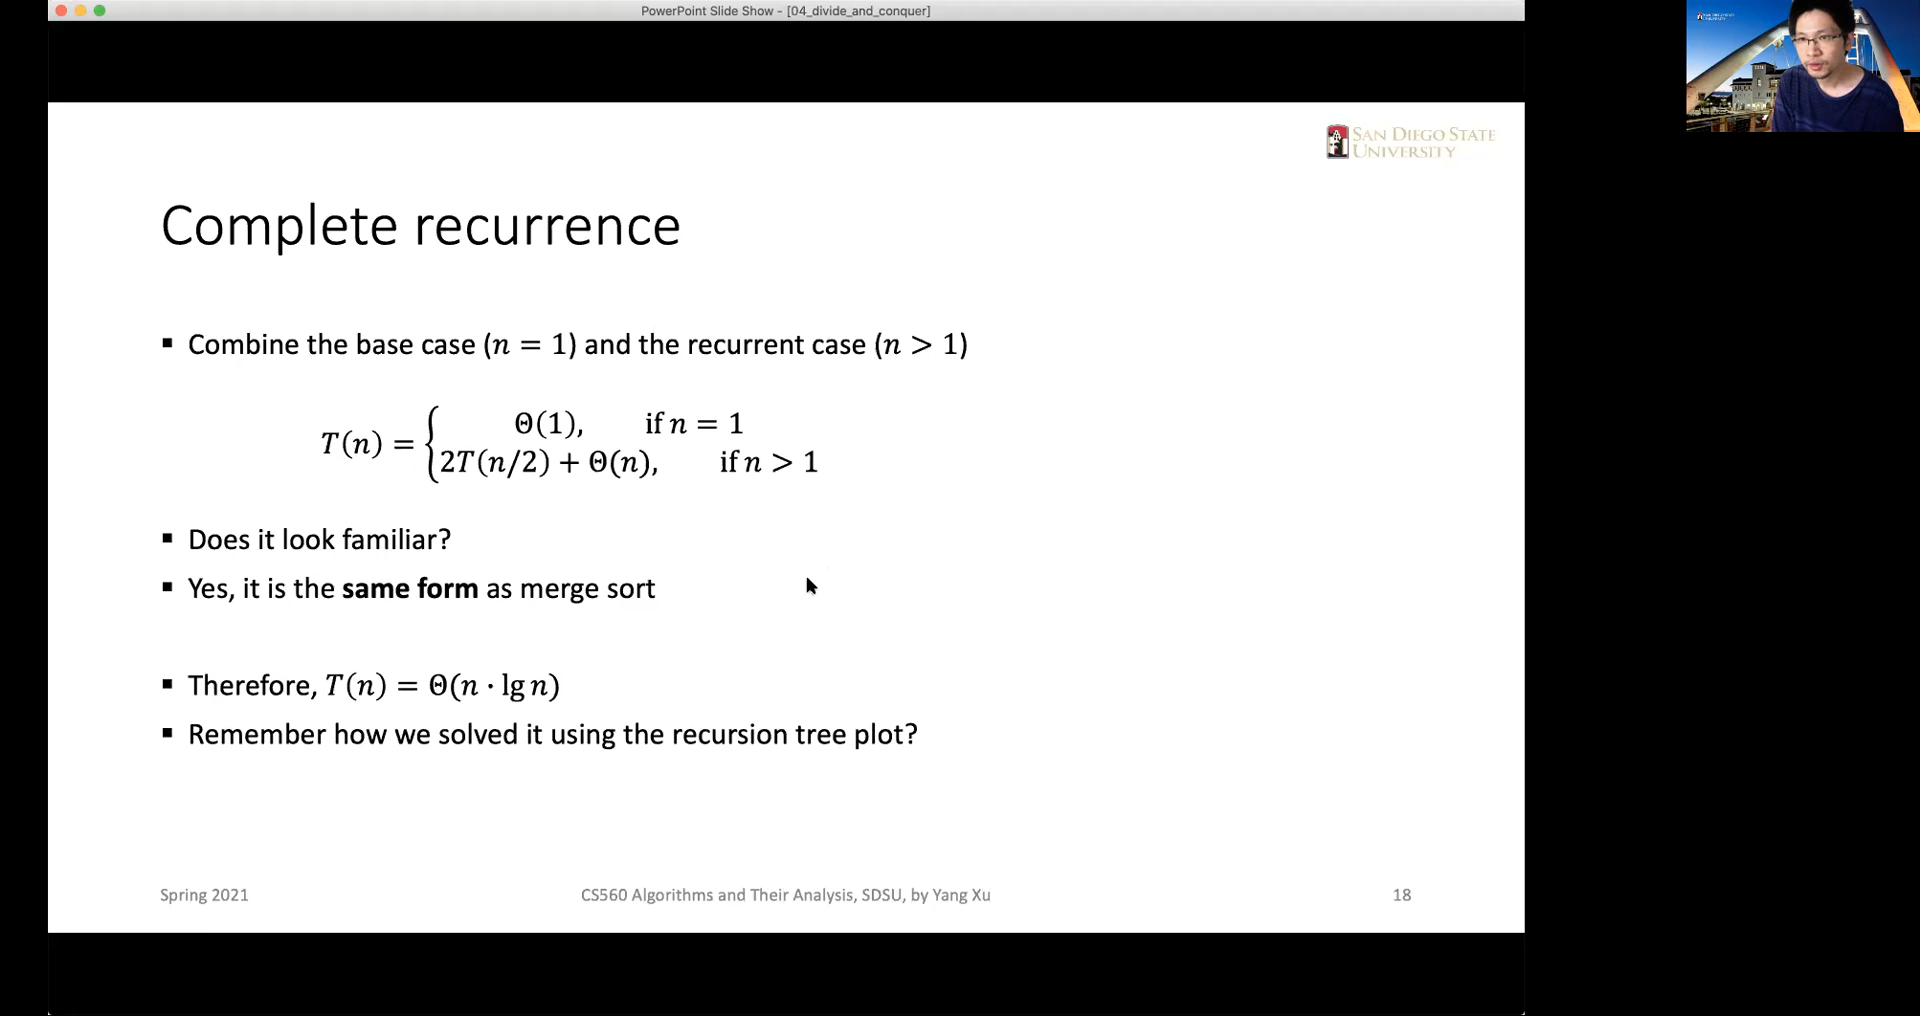 PowerPoint Slide Show - [04_divide_and_conquer]
SAN DIEGO STATE
UNIVERSITY
Complete recurrence
▪ Combine the base case (n = 1) and the recurrent case (n > 1)
T(n) = { Θ(1), if n = 1
2T(n/2) + Θ(n), if n > 1
▪ Does it look familiar?
▪ Yes, it is the same form as merge sort
▪ Therefore, T(n) = Θ(n · lg n)
▪ Remember how we solved it using the recursion tree plot?
Spring 2021
CS560 Algorithms and Their Analysis, SDSU, by Yang Xu
18